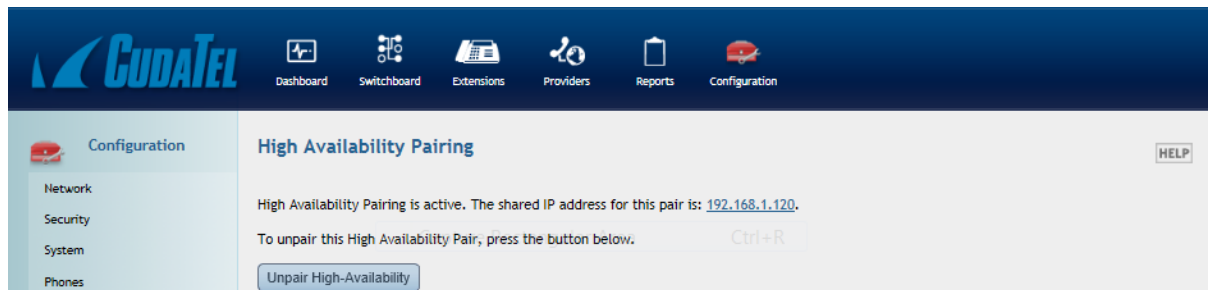 CUDATEL
Dashboard Switchboard Extensions Providers Reports Configuration
Configuration
High Availability Pairing
HELP
Network
High Availability Pairing is active. The shared IP address for this pair is: 192.168.1.120.
Security
To unpair this High Availability Pair, press the button below.
Ctrl+R
System
Unpair High-Availability
Phones